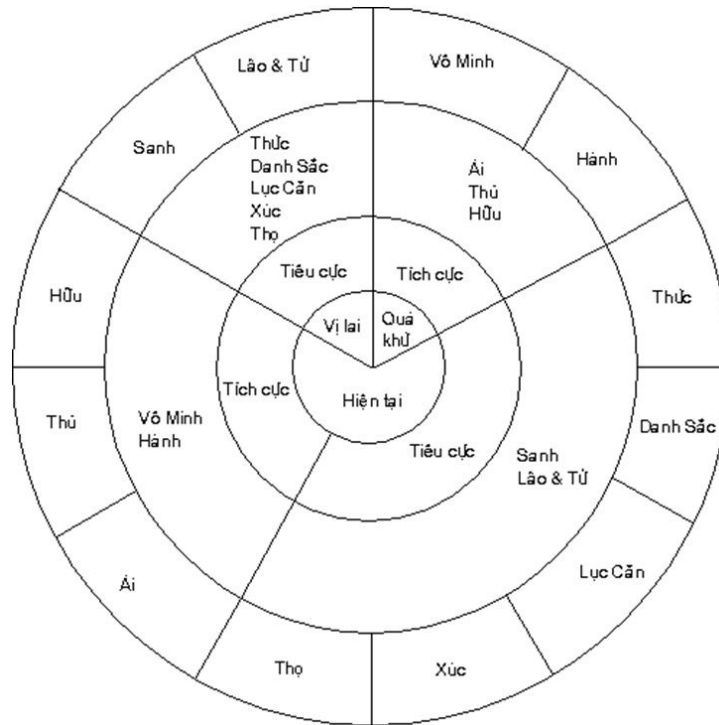 Lão & Tử
Vô Minh
Sanh
Hành
Thức
Danh Sắc
Lục Căn
Xúc
Thọ
Ái
Thủ
Hữu
Tiêu cực
Tích cực
Hữu
Thức
Vị lai
Quá
khứ
Tích cực
Hiện tại
Vô Minh
Hành
Thủ
Danh Sắc
Tiêu cực
Sanh
Lão & Tử
Ái
Lục Căn
Thọ
Xúc